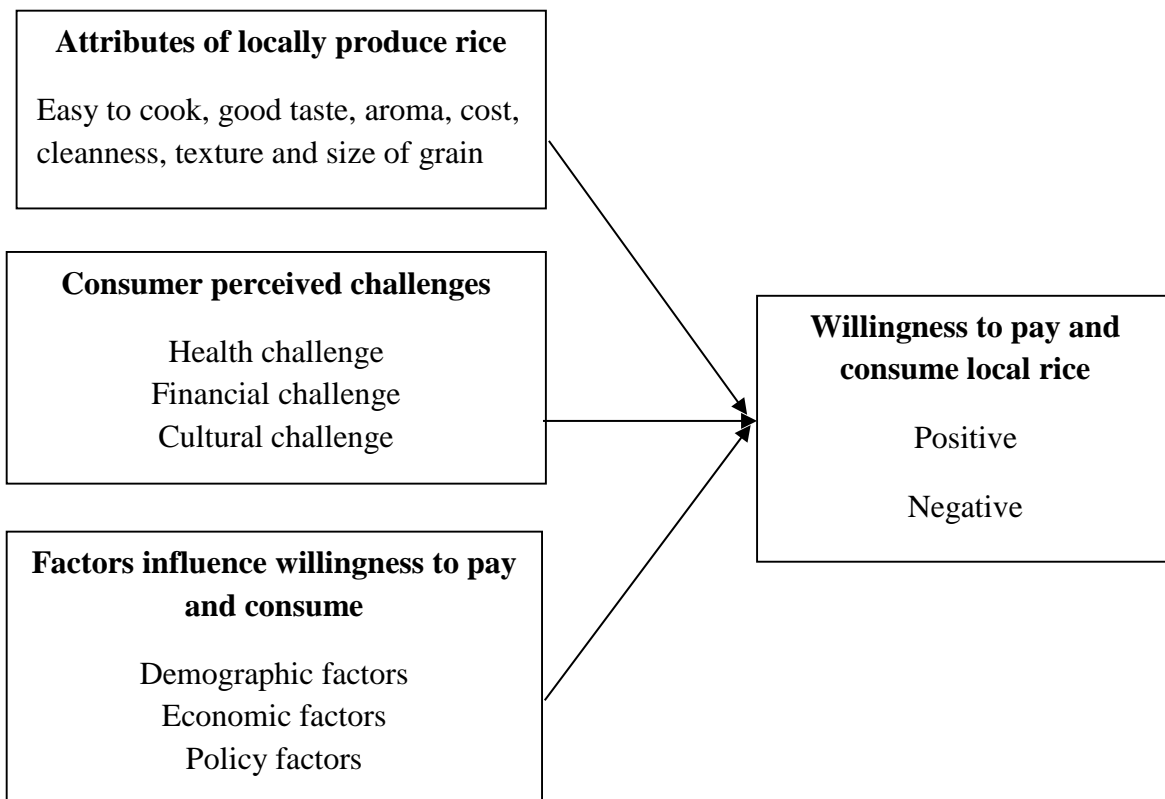 Attributes of locally produce rice
Easy to cook, good taste, aroma, cost,
cleanness, texture and size of grain
Consumer perceived challenges
Health challenge
Financial challenge
Cultural challenge
Factors influence willingness to pay
and consume
Demographic factors
Economic factors
Policy factors
Willingness to pay and
consume local rice
Positive
Negative